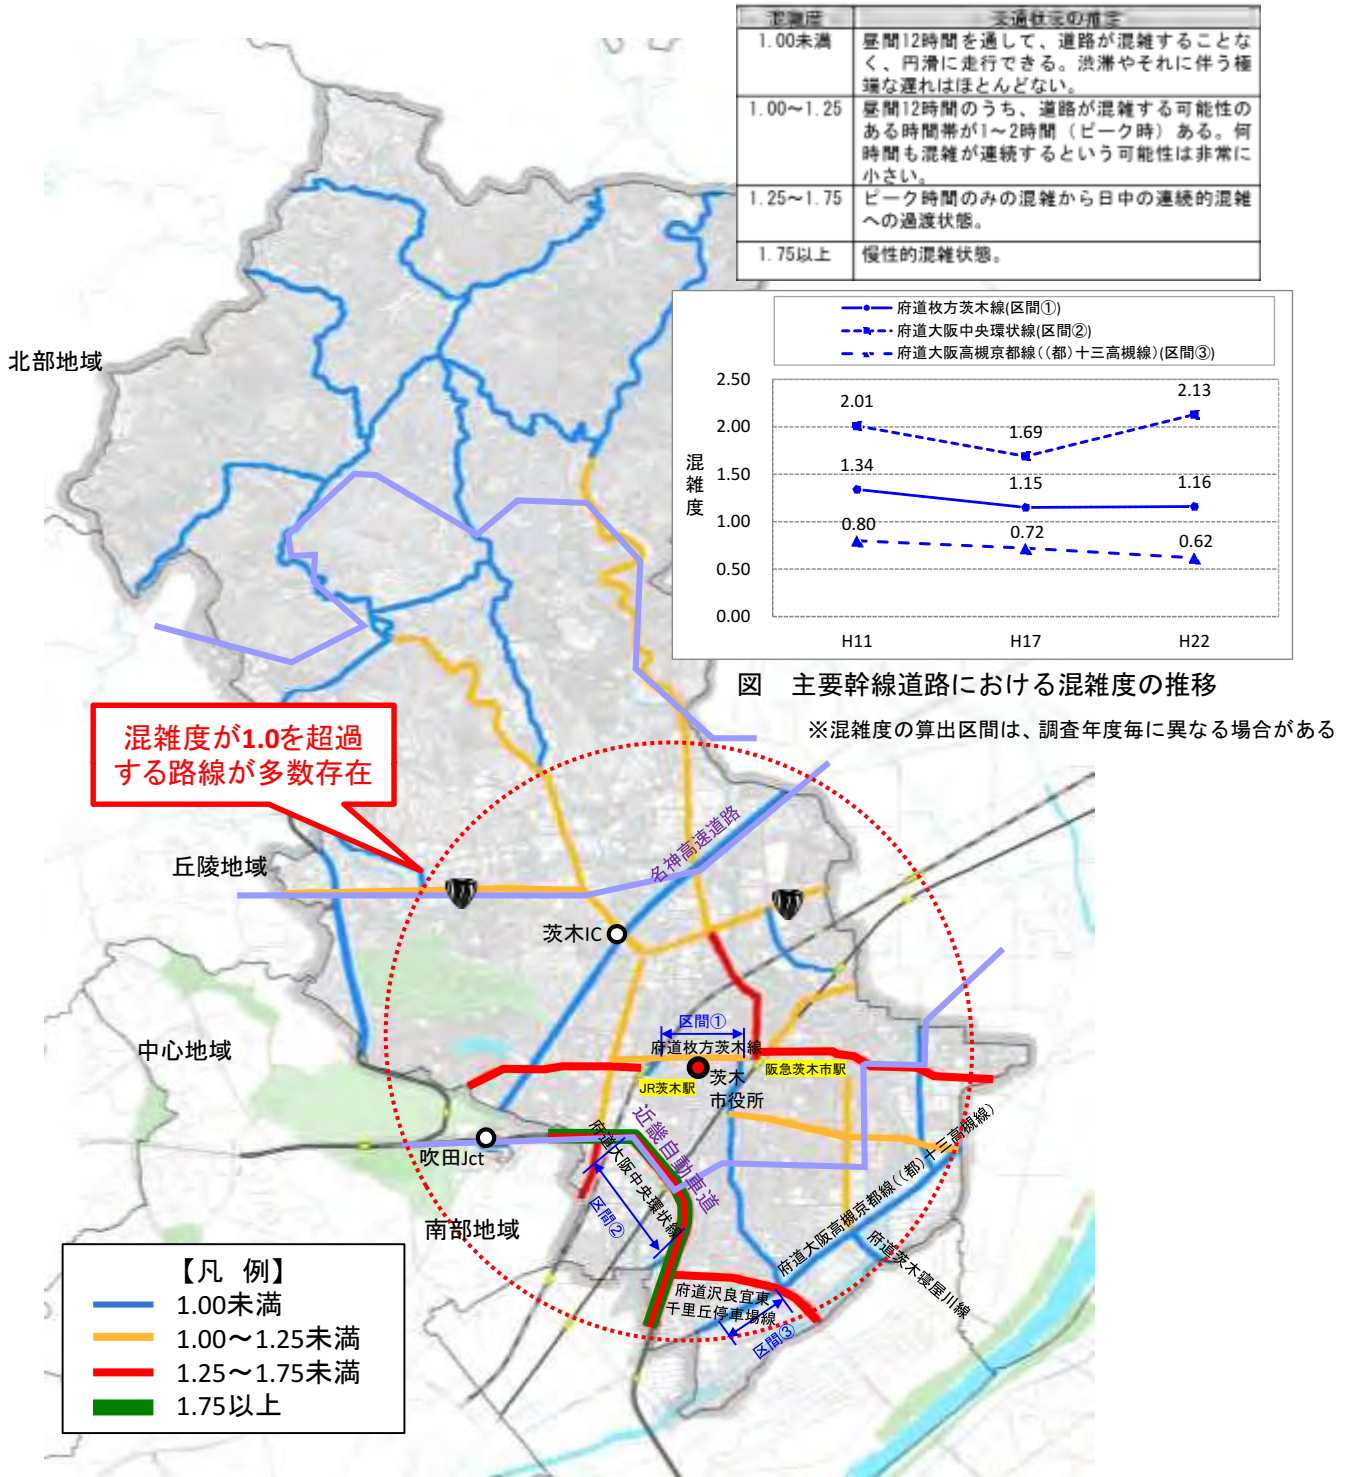 混雑度 交通状況の推定
1.00未満 昼間12時間を通して、道路が混雑することな
く、円滑に走行できる。渋滞やそれに伴う極
端な遅れはほとんどない。
1.00～1.25 昼間12時間のうち、道路が混雑する可能性の
ある時間帯が1～2時間（ピーク時）ある。何
時間も混雑が連続するという可能性は非常に
小さい。
1.25～1.75 ピーク時間のみの混雑から日中の連続的混雑
への過渡状態。
1.75以上 慢性的混雑状態。
府道枚方茨木線(区間①)
府道大阪中央環状線(区間②)
府道大阪高槻京都線((都)十三高槻線)(区間③)
混雑度
2.50
2.00
1.50
1.00
0.50
0.00
2.01
1.69
2.13
1.34
1.15
1.16
0.80
0.72
0.62
H11
H17
H22
図　主要幹線道路における混雑度の推移
※混雑度の算出区間は、調査年度毎に異なる場合がある
北部地域
混雑度が1.0を超過
する路線が多数存在
丘陵地域
名神高速道路
茨木IC
中心地域
区間①
府道枚方茨木線
JR茨木駅
茨木
市役所
阪急茨木市駅
吹田Jct
近畿自動車道
府道大阪中央環状線
区間②
府道大阪高槻京都線((都)十三高槻線)
南部地域
府道茨木寝屋川線
府道沢良宜東
千里丘停車場線
区間③
【凡 例】
1.00未満
1.00～1.25未満
1.25～1.75未満
1.75以上